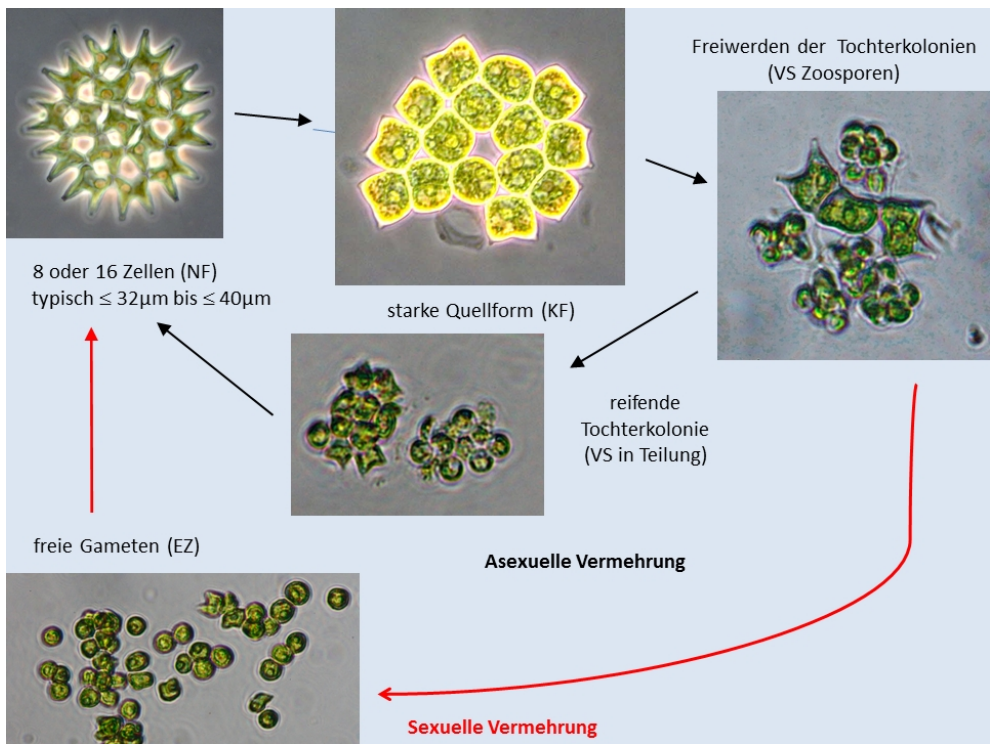 Freiwerden der Tochterkolonien
(VS Zoosporen)
8 oder 16 Zellen (NF)
typisch ≤ 32µm bis ≤ 40µm
starke Quellform (KF)
reifende
Tochterkolonie
(VS in Teilung)
freie Gameten (EZ)
Asexuelle Vermehrung
Sexuelle Vermehrung